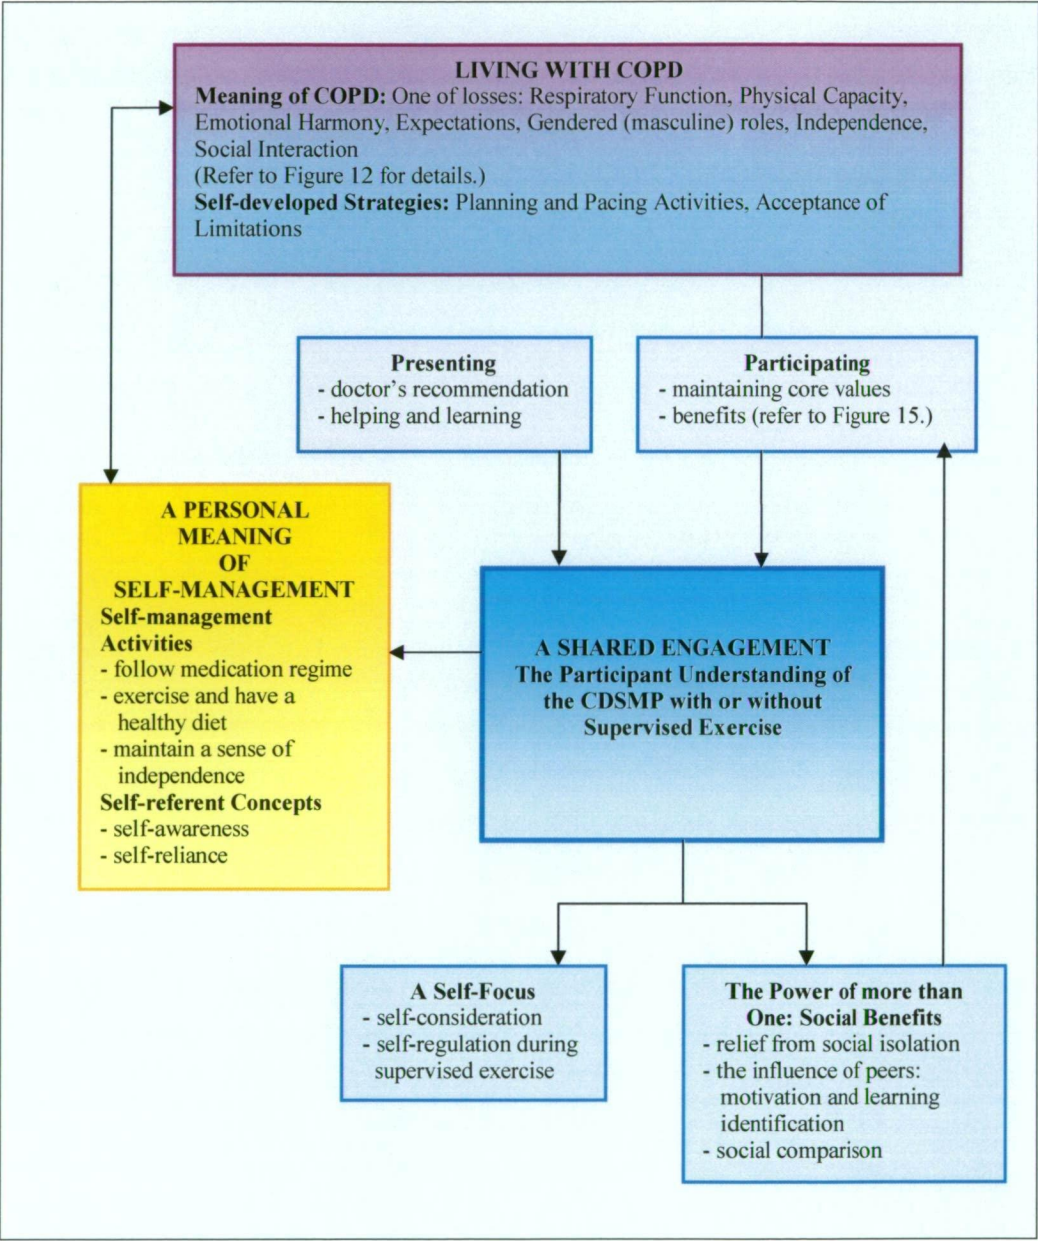 LIVING WITH COPD
Meaning of COPD: One of losses: Respiratory Function, Physical Capacity,
Emotional Harmony, Expectations, Gendered (masculine) roles, Independence,
Social Interaction
(Refer to Figure 12 for details.)
Self-developed Strategies: Planning and Pacing Activities, Acceptance of
Limitations
Presenting
- doctor's recommendation
- helping and learning
Participating
- maintaining core values
- benefits (refer to Figure 15.)
A PERSONAL
MEANING
OF
SELF-MANAGEMENT
Self-management
Activities
- follow medication regime
- exercise and have a
healthy diet
- maintain a sense of
independence
Self-referent Concepts
- self-awareness
- self-reliance
A SHARED ENGAGEMENT
The Participant Understanding of
the CDSMP with or without
Supervised Exercise
A Self-Focus
- self-consideration
- self-regulation during
supervised exercise
The Power of more than
One: Social Benefits
- relief from social isolation
- the influence of peers:
motivation and learning
identification
- social comparison